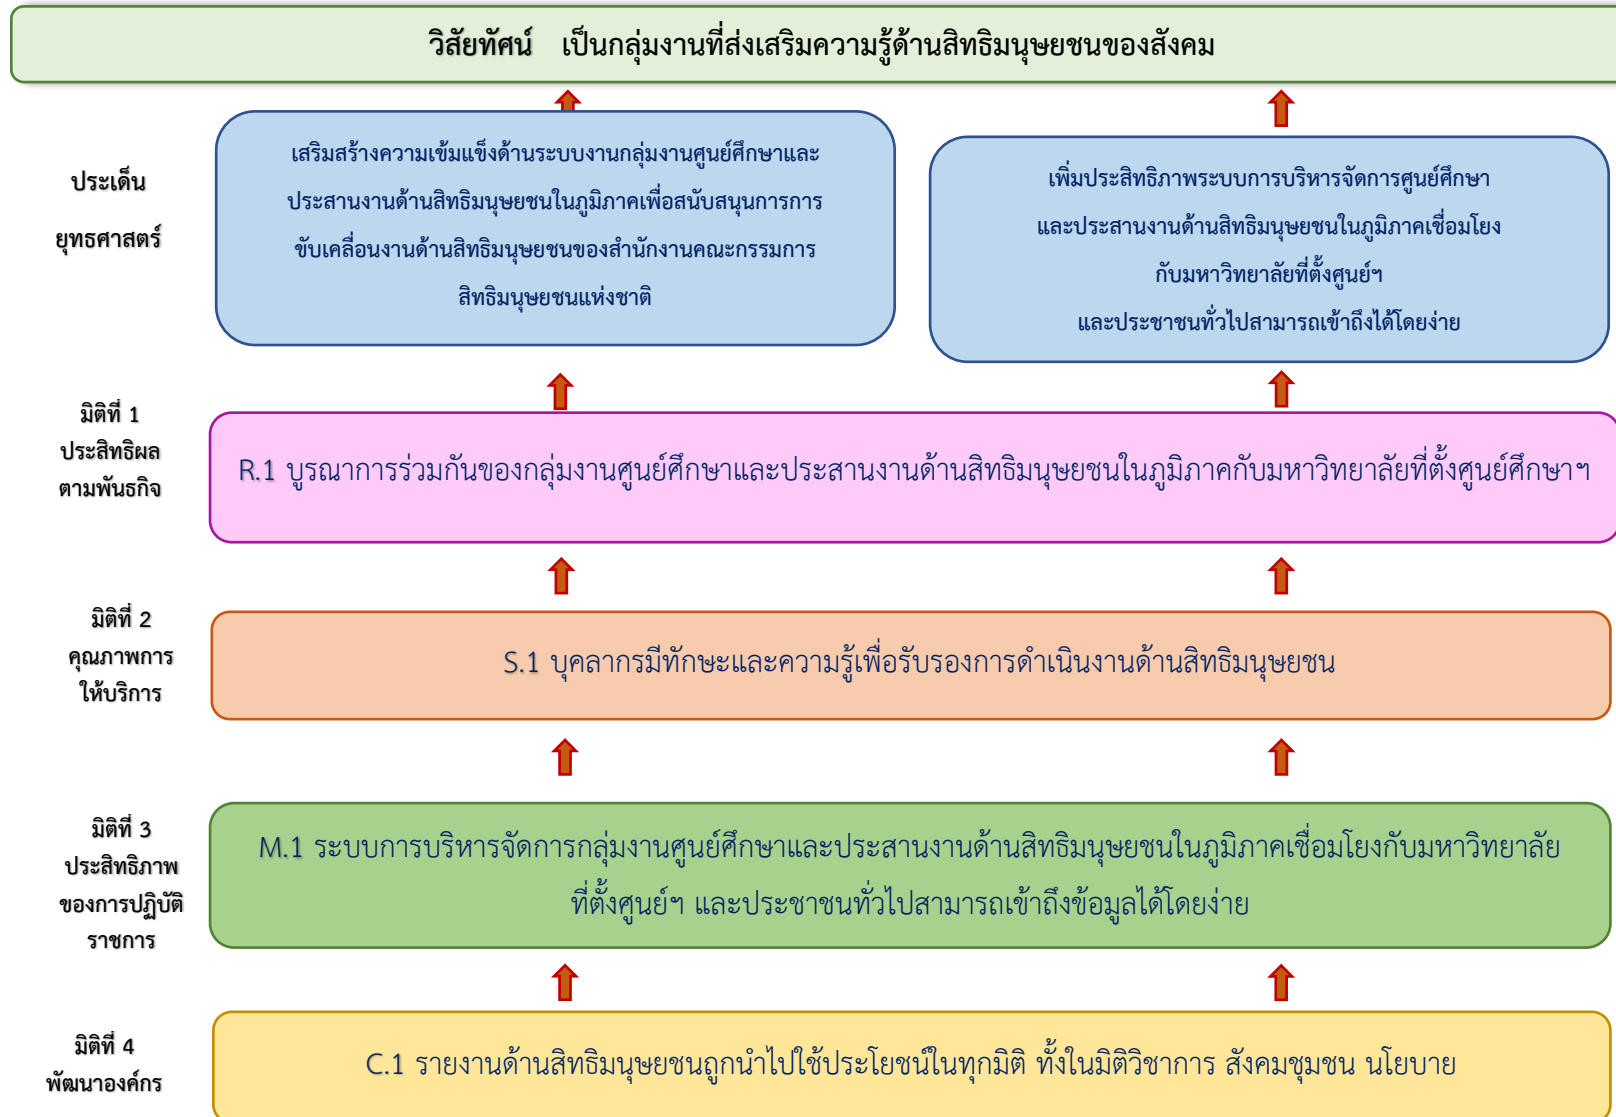 วิสัยทัศน์ เป็นกลุ่มงานที่ส่งเสริมความรู้ด้านสิทธิมนุษยชนของสังคม
ประเด็น
ยุทธศาสตร์
เสริมสร้างความเข้มแข็งด้านระบบงานกลุ่มงานศูนย์ศึกษาและ
ประสานงานด้านสิทธิมนุษยชนในภูมิภาคเพื่อสนับสนุนการการ
ขับเคลื่อนงานด้านสิทธิมนุษยชนของสำนักงานคณะกรรมการ
สิทธิมนุษยชนแห่งชาติ
เพิ่มประสิทธิภาพระบบการบริหารจัดการศูนย์ศึกษา
และประสานงานด้านสิทธิมนุษยชนในภูมิภาคเชื่อมโยง
กับมหาวิทยาลัยที่ตั้งศูนย์ฯ
และประชาชนทั่วไปสามารถเข้าถึงได้โดยง่าย
มิติที่ 1
ประสิทธิผล
ตามพันธกิจ
R.1 บูรณาการร่วมกันของกลุ่มงานศูนย์ศึกษาและประสานงานด้านสิทธิมนุษยชนในภูมิภาคกับมหาวิทยาลัยที่ตั้งศูนย์ศึกษาฯ
มิติที่ 2
คุณภาพการ
ให้บริการ
S.1 บุคลากรมีทักษะและความรู้เพื่อรับรองการดำเนินงานด้านสิทธิมนุษยชน
มิติที่ 3
ประสิทธิภาพ
ของการปฏิบัติ
ราชการ
M.1 ระบบการบริหารจัดการกลุ่มงานศูนย์ศึกษาและประสานงานด้านสิทธิมนุษยชนในภูมิภาคเชื่อมโยงกับมหาวิทยาลัย
ที่ตั้งศูนย์ฯ และประชาชนทั่วไปสามารถเข้าถึงข้อมูลได้โดยง่าย
มิติที่ 4
พัฒนาองค์กร
C.1 รายงานด้านสิทธิมนุษยชนถูกนำไปใช้ประโยชน์ในทุกมิติ ทั้งในมิติวิชาการ สังคมชุมชน นโยบาย